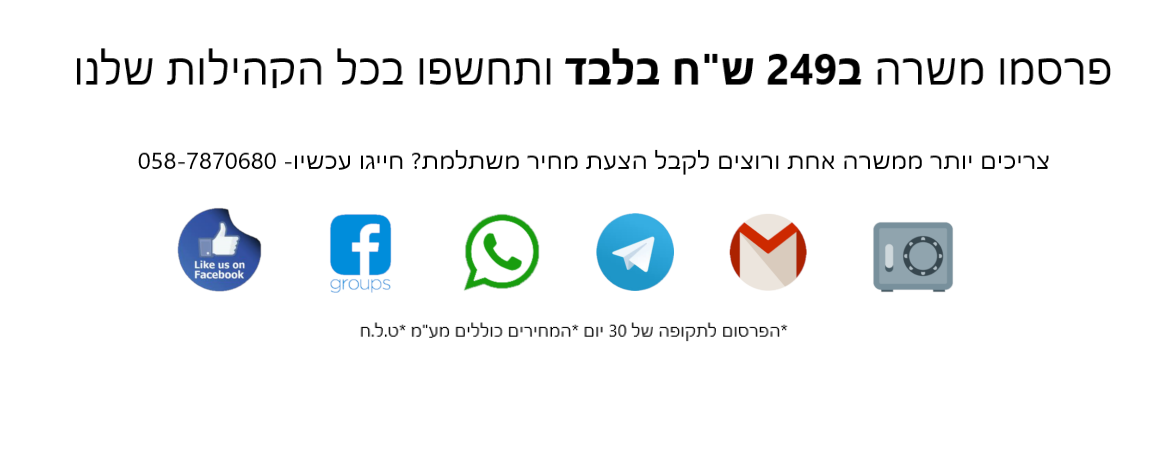 פרסמו משרה ב249 ש"ח בלבד ותחשפו בכל הקהילות שלנו
צריכים יותר ממשרה אחת ורוצים לקבל הצעת מחיר משתלמת? חייגו עכשיו- 058-7870680
Like us on
Facebook
groups
*הפרסום לתקופה של 30 יום *המחירים כוללים מע"מ *ט.ל.ח